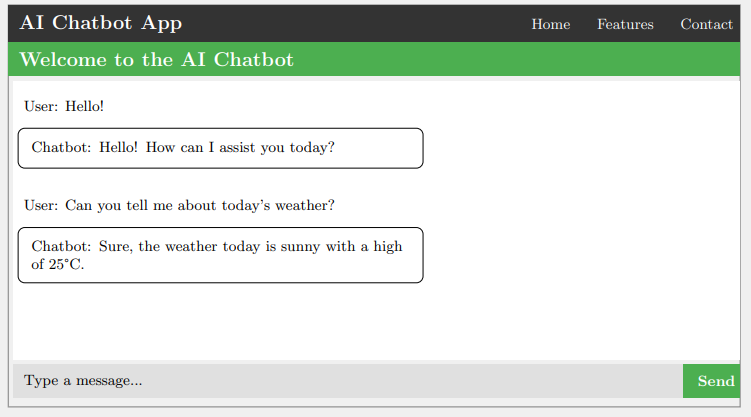 AI Chatbot App Home Features Contact
Welcome to the AI Chatbot
User: Hello!
Chatbot: Hello! How can I assist you today?
User: Can you tell me about today's weather?
Chatbot: Sure, the weather today is sunny with a high
of 25°C.
Type a message... Send